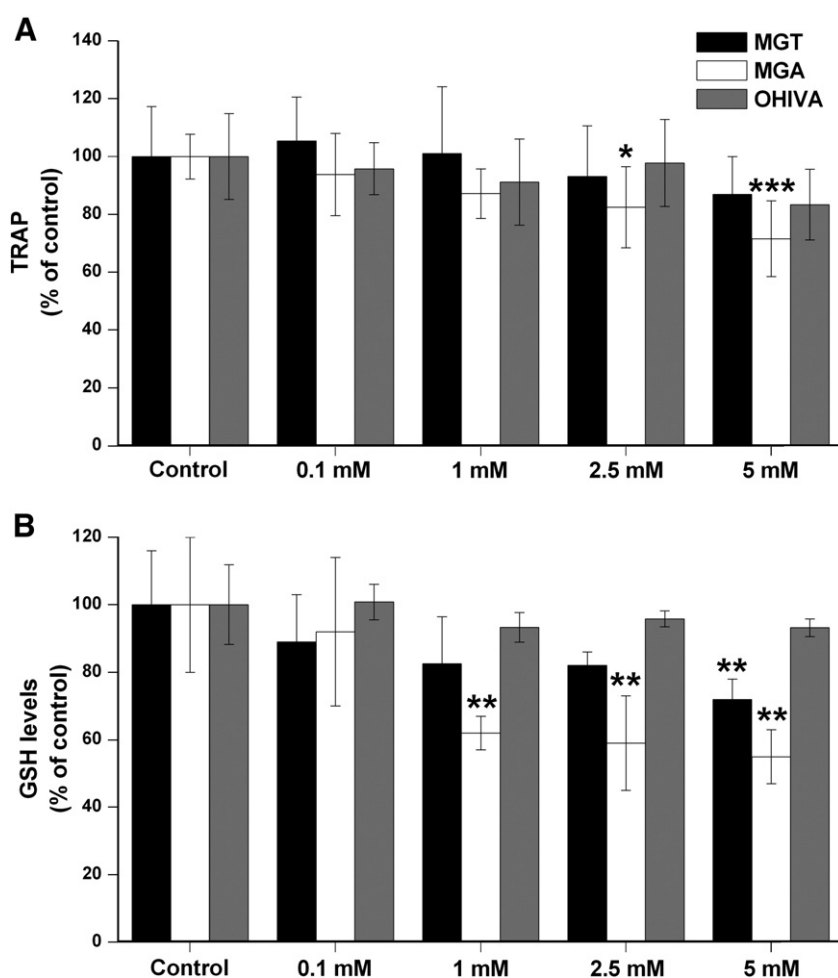 A
140
120
100
80
60
40
20
0
TRAP
(% of control)
MGT
MGA
OHIVA
*
***
Control 0.1 mM 1 mM 2.5 mM 5 mM
B
120
100
80
60
40
20
0
GSH levels
(% of control)
**
**
**
**
Control 0.1 mM 1 mM 2.5 mM 5 mM